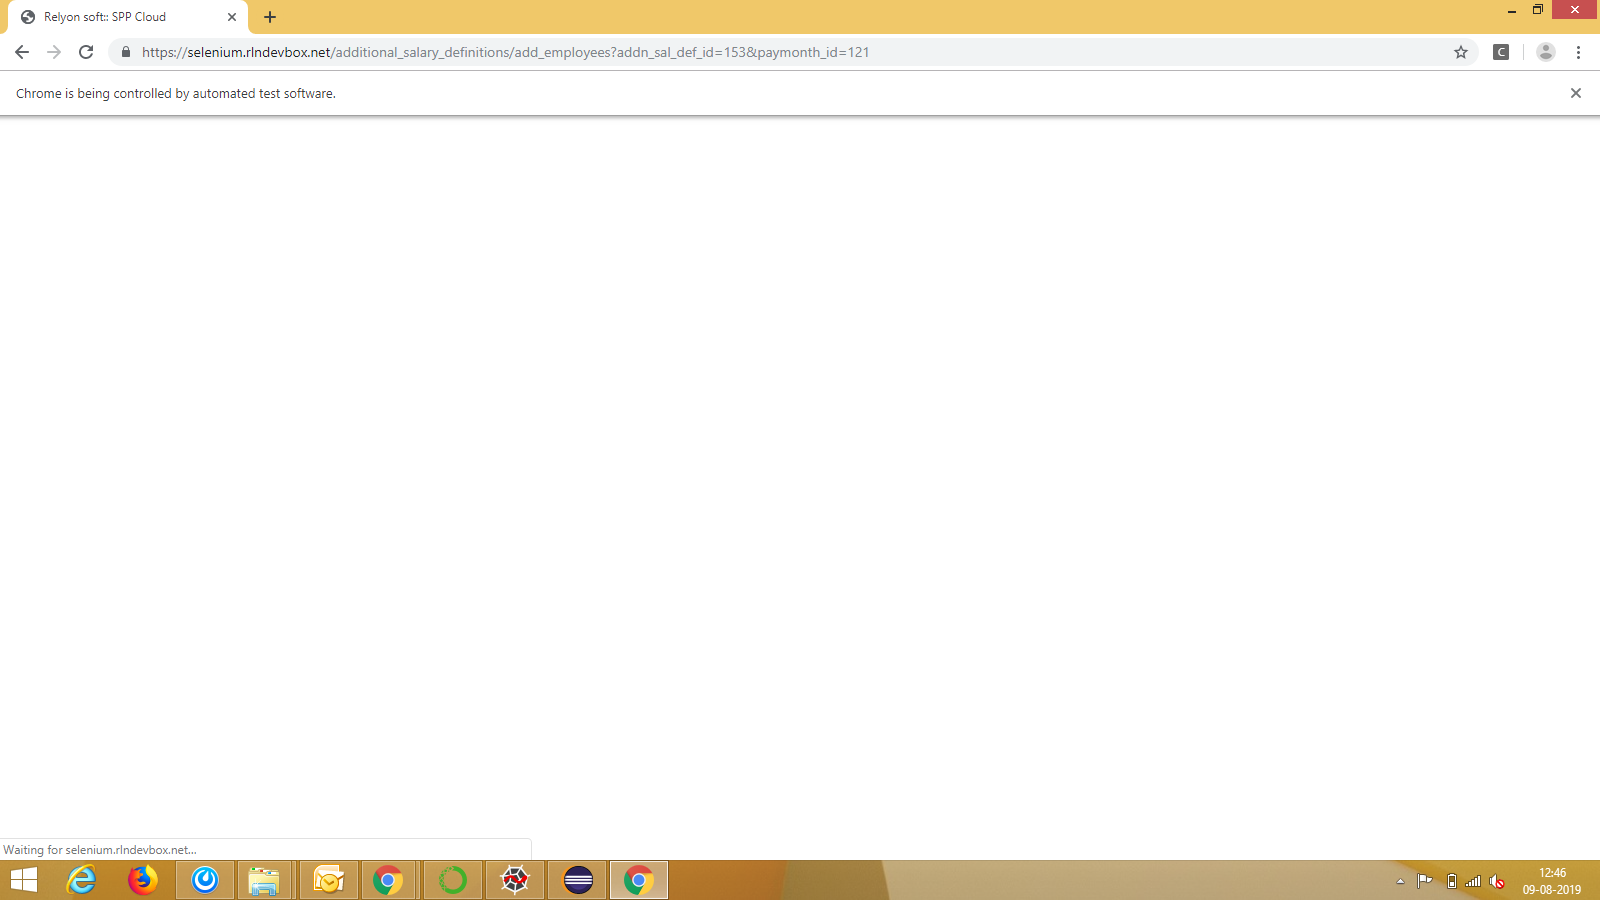 Relyon soft:: SPP Cloud
https://selenium.rlndevbox.net/additional_salary_definitions/add_employees?addn_sal_def_id=153&paymonth_id=121
C
Chrome is being controlled by automated test software.
Waiting for selenium.rlndevbox.net...
12:46
09-08-2019